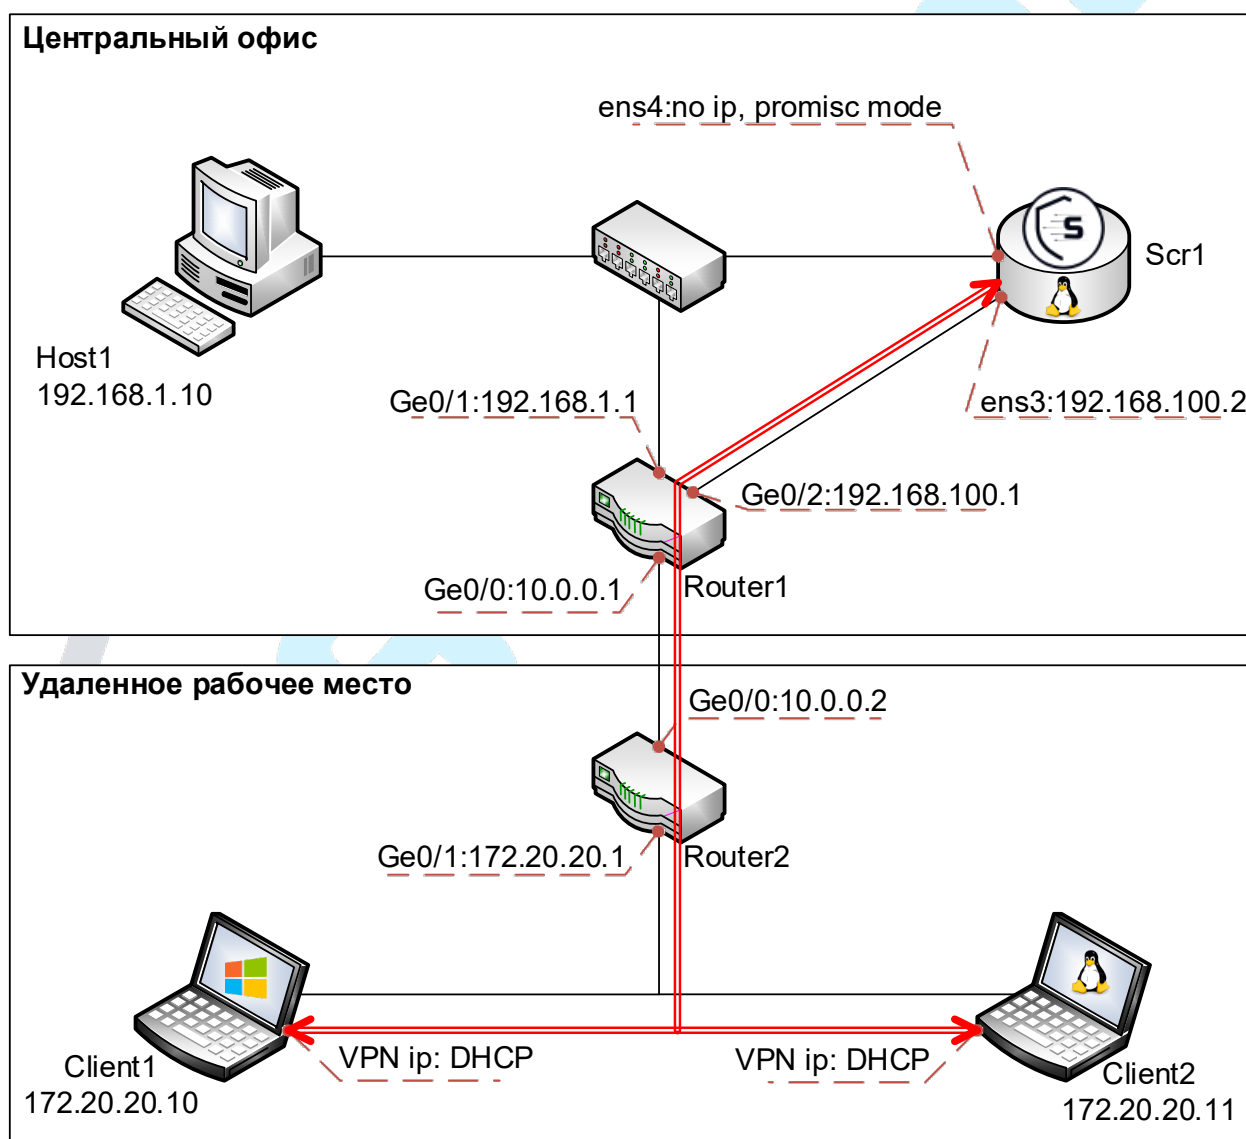 Центральный офис
ens4:no ip, promisc mode
S
Scr1
Host1
192.168.1.10
Ge0/1:192.168.1.1
ens3:192.168.100.2
Ge0/2:192.168.100.1
Ge0/0:10.0.0.1
Router1
Удаленное рабочее место
Ge0/0:10.0.0.2
Ge0/1:172.20.20.1
Router2
VPN ip: DHCP
VPN ip: DHCP
Client1
172.20.20.10
Client2
172.20.20.11